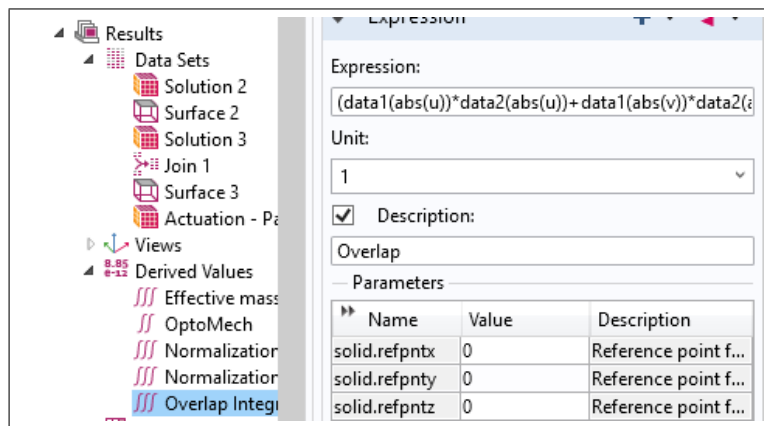 Results
Data Sets
Solution 2
Surface 2
Solution 3
Join 1
Surface 3
Actuation - Pa
Views
8.85
e-12
Derived Values
Effective mass
OptoMech
Normalization
Normalization
Overlap Integr
Expression
Expression:
(data1(abs(u))*data2(abs(u))+data1(abs(v))*data2(a
Unit:
1
Description:
Overlap
Parameters
Name Value Description
solid.refpntx 0 Reference point f...
solid.refpnty 0 Reference point f...
solid.refpntz 0 Reference point f...